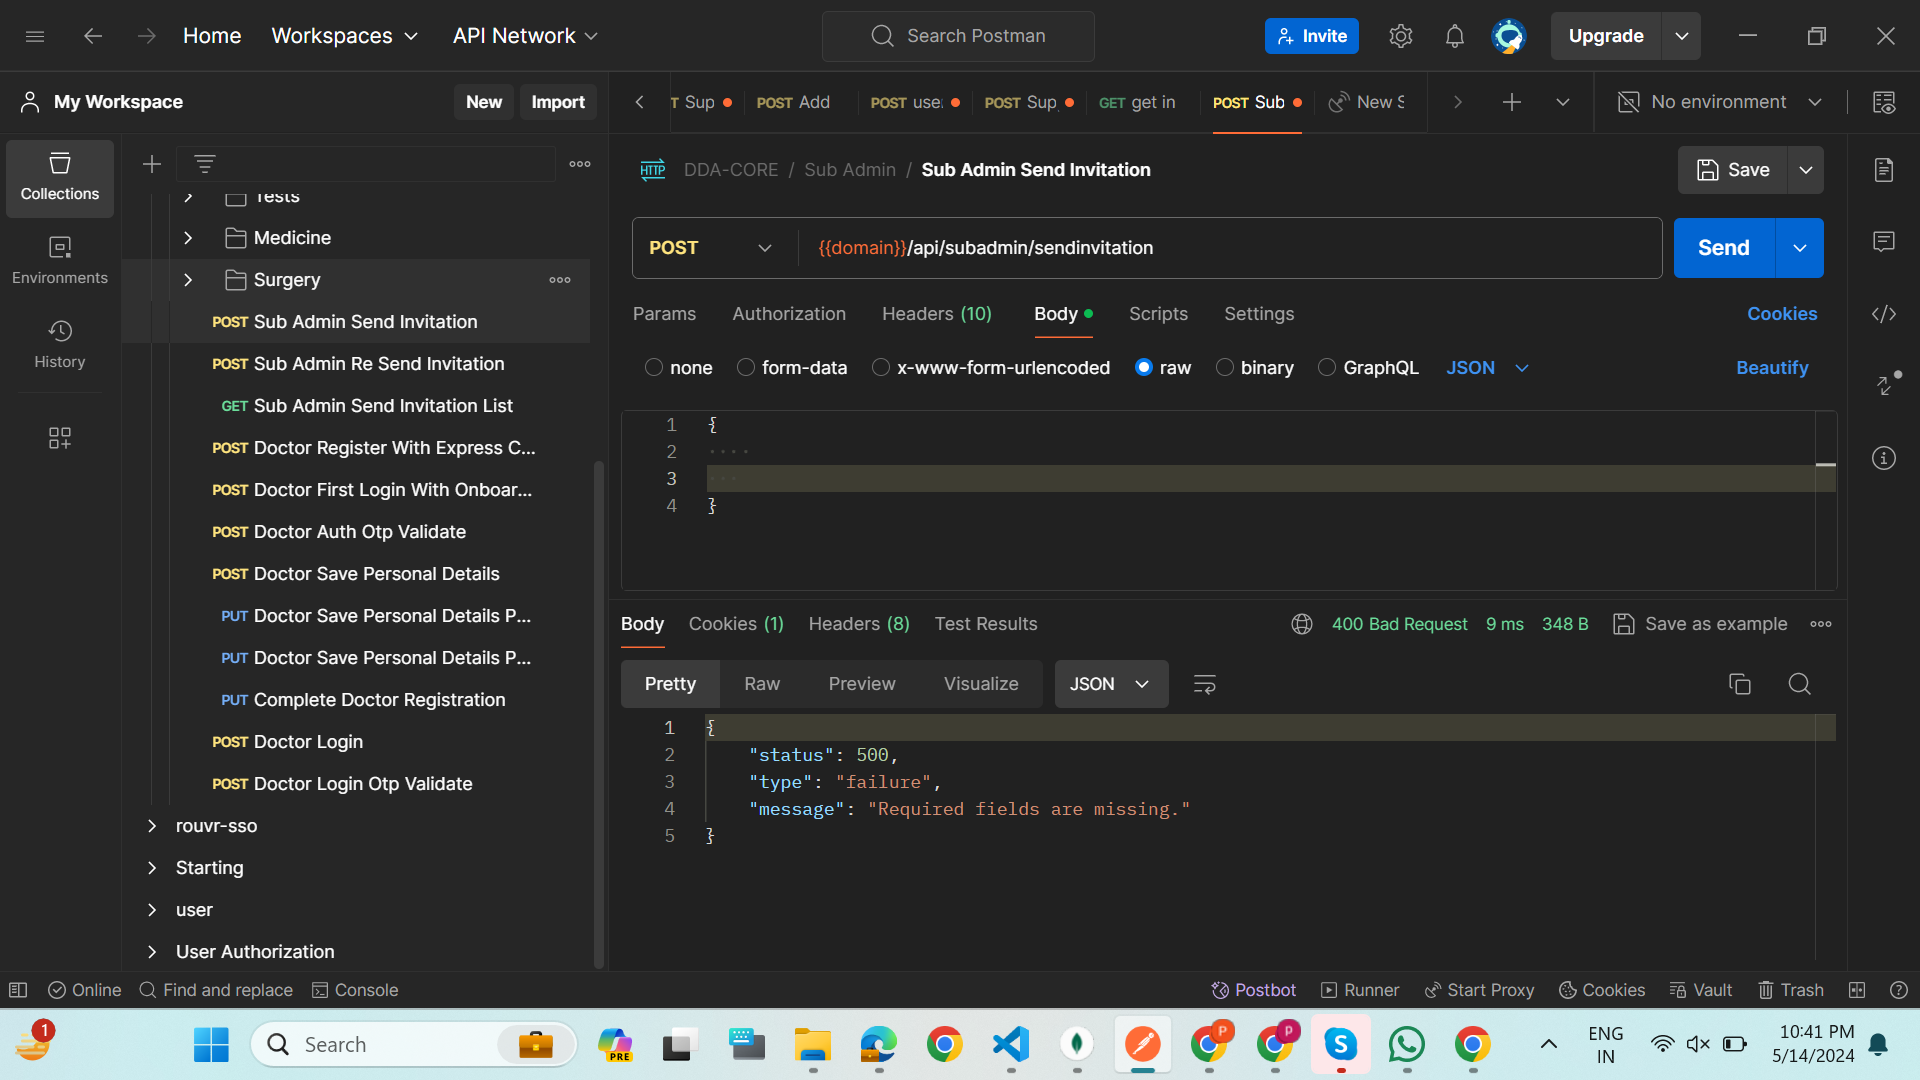 Home
Workspaces
API Network
Search Postman
Invite
Upgrade
My Workspace
New
Import
T Sup
POST Add
POST use
POST Sup
GET get in
POST Sub
New S
No environment
Collections
Environments
History
Tests
Medicine
Surgery
POST Sub Admin Send Invitation
POST Sub Admin Re Send Invitation
GET Sub Admin Send Invitation List
POST Doctor Register With Express C...
POST Doctor First Login With Onboar...
POST Doctor Auth Otp Validate
POST Doctor Save Personal Details
PUT Doctor Save Personal Details P...
PUT Doctor Save Personal Details P...
PUT Complete Doctor Registration
POST Doctor Login
POST Doctor Login Otp Validate
rouvr-sso
Starting
user
User Authorization
HTTP DDA-CORE / Sub Admin / Sub Admin Send Invitation
Save
POST
{{domain}}/api/subadmin/sendinvitation
Send
Params Authorization Headers (10) Body Scripts Settings
Cookies
none form-data x-www-form-urlencoded raw binary GraphQL JSON
Beautify
1 {
2
3
4 }
Body Cookies (1) Headers (8) Test Results
400 Bad Request 9 ms 348 B Save as example
Pretty Raw Preview Visualize JSON
1 {
2 "status": 500,
3 "type": "failure",
4 "message": "Required fields are missing."
5 }
Online Find and replace Console
Postbot Runner Start Proxy Cookies Vault Trash
1
Search
PRE
P
P
S
ENG
IN
10:41 PM
5/14/2024